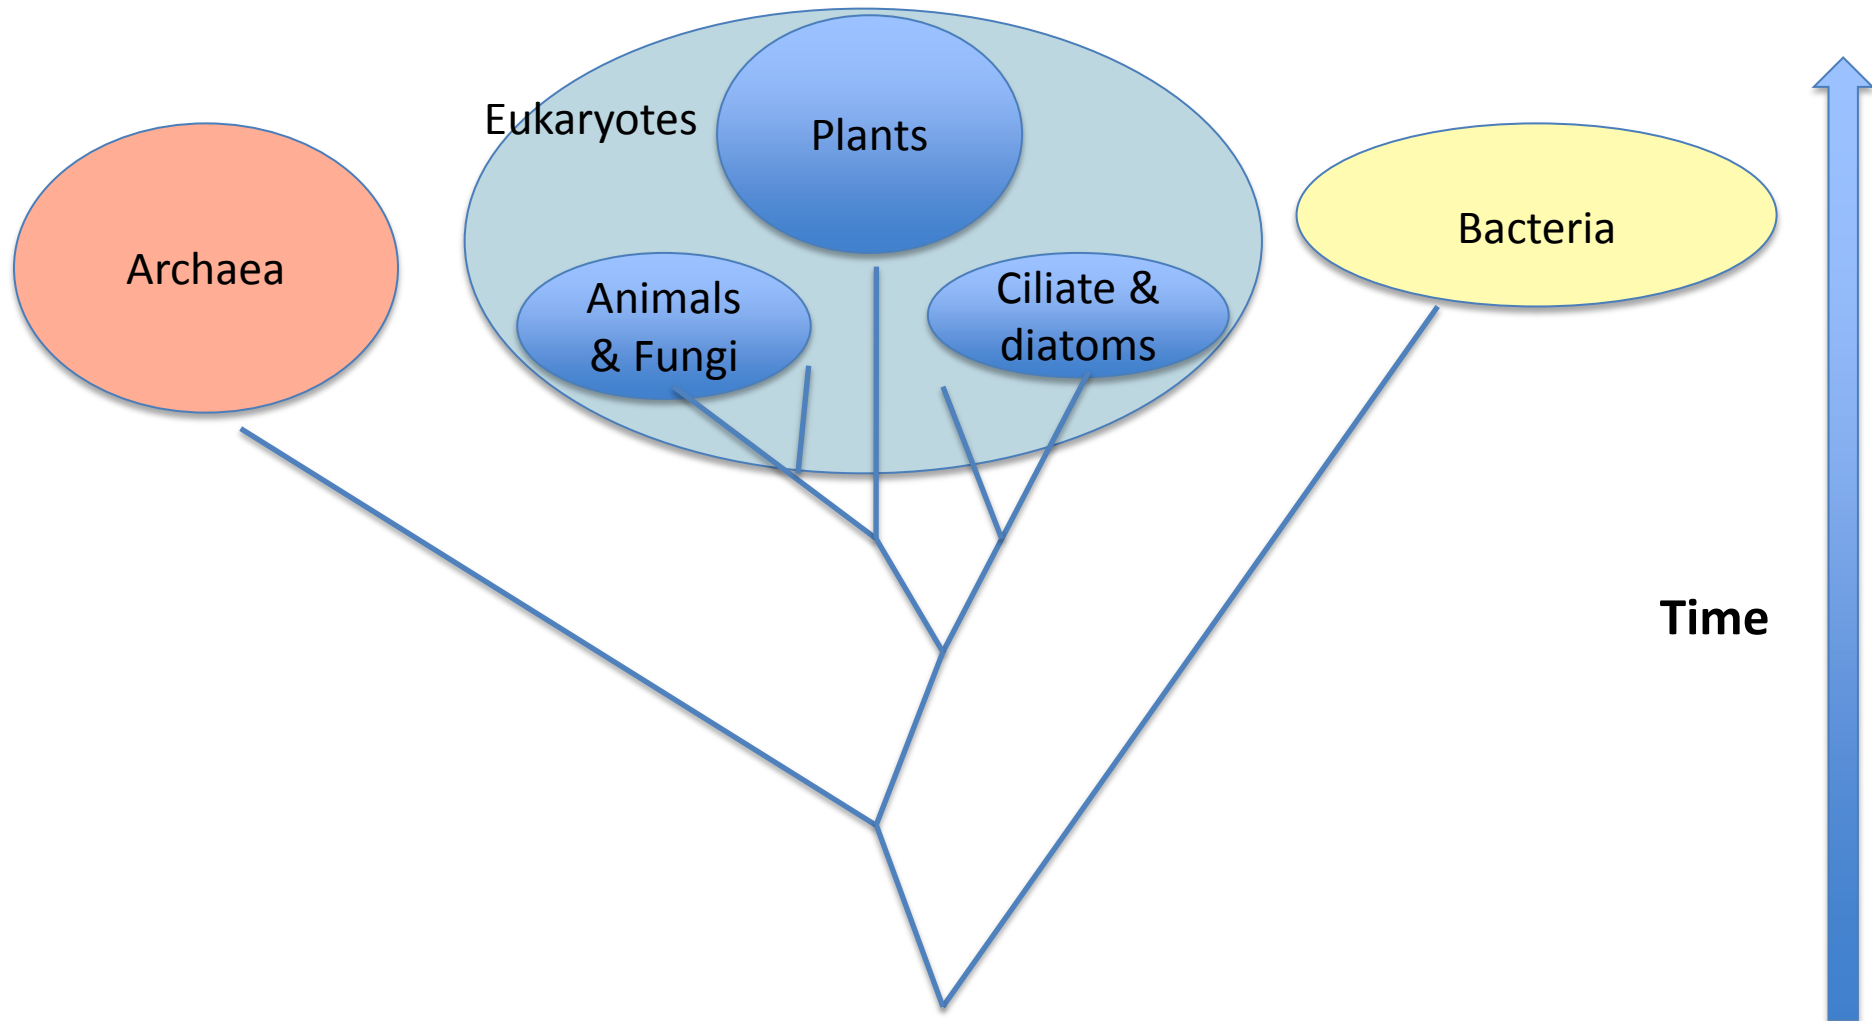 Eukaryotes
Plants
Archaea
Bacteria
Animals
& Fungi
Ciliate &
diatoms
Time